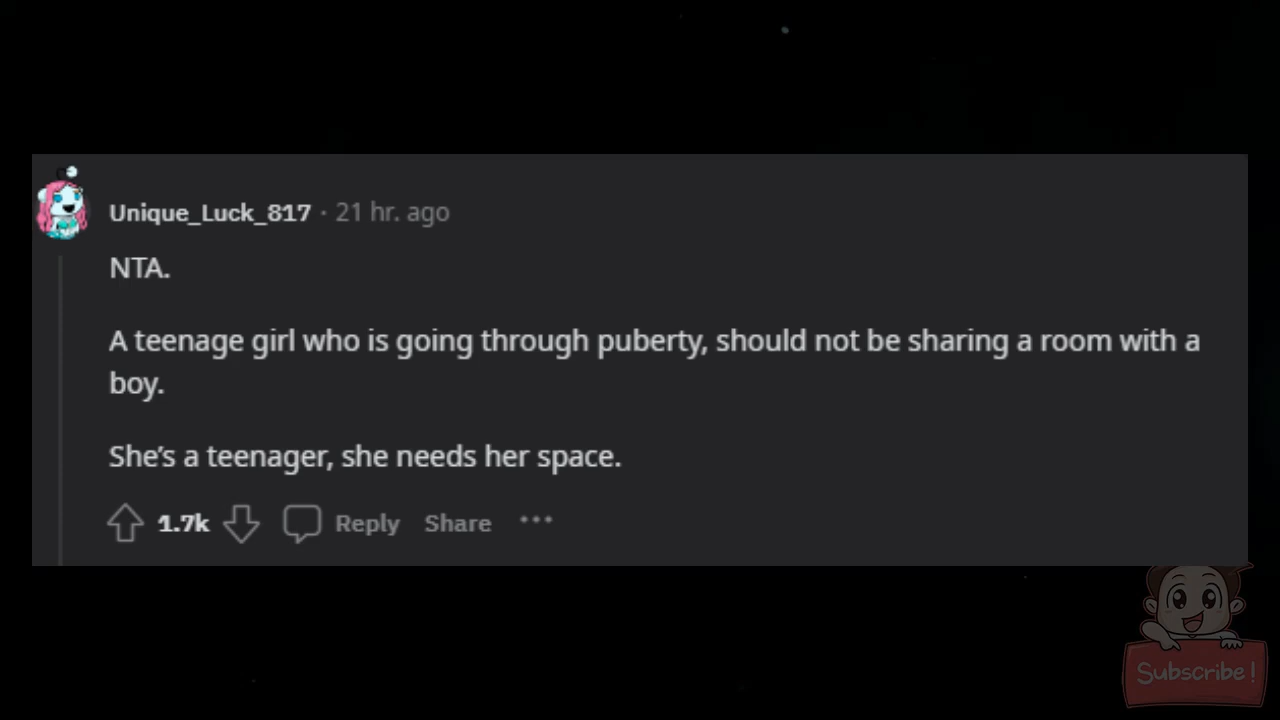 Unique_Luck_817 · 21 hr. ago
NTA.
A teenage girl who is going through puberty, should not be sharing a room with a
boy.
She's a teenager, she needs her space.
1.7k Reply Share ···
Subscribe!